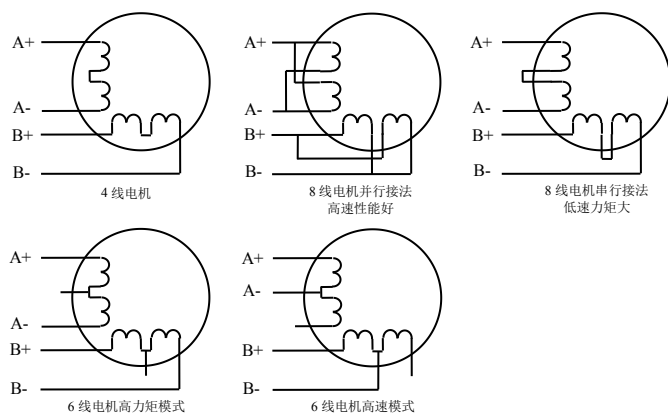 A+
A-
B+
B-
4 线电机
A+
A-
B+
B-
8 线电机并行接法
高速性能好
A+
A-
B+
B-
8 线电机串行接法
低速力矩大
A+
A-
B+
B-
6 线电机高力矩模式
A+
A-
B+
B-
6 线电机高速模式